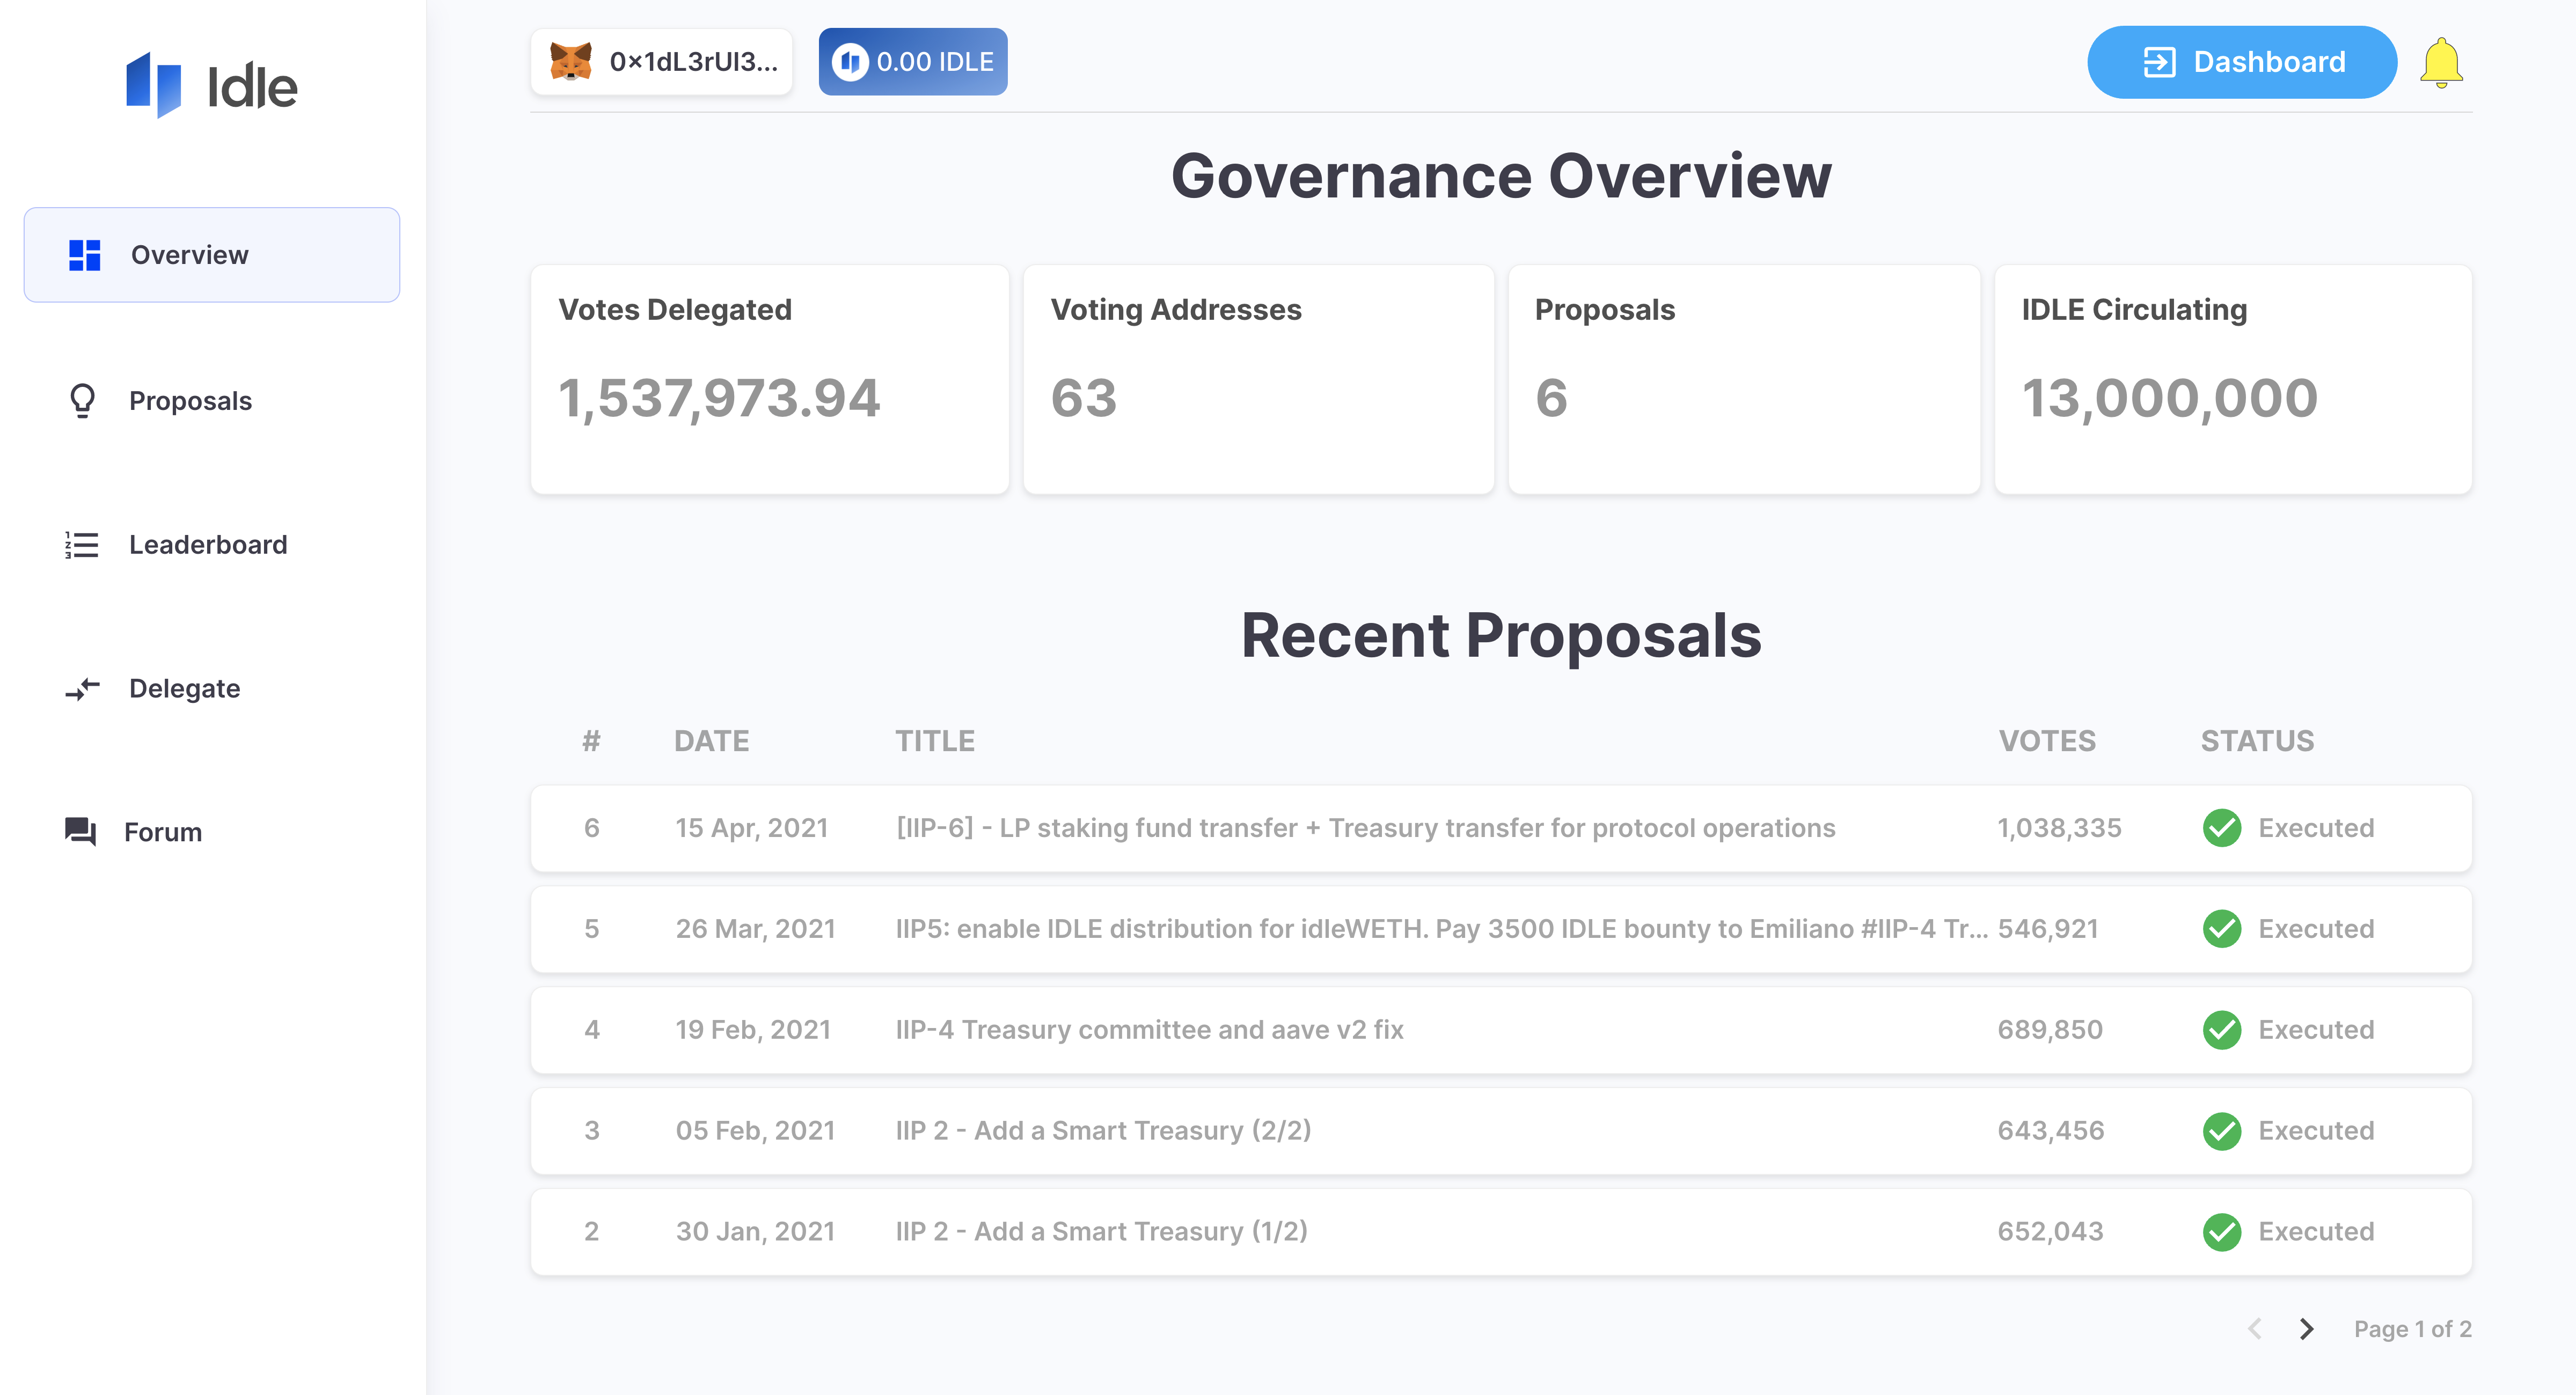 Idle
Overview
Proposals
Leaderboard
Delegate
Forum
0x1dL3rUl3...
0.00 IDLE
Dashboard
Governance Overview
Votes Delegated
1,537,973.94
Voting Addresses
63
Proposals
6
IDLE Circulating
13,000,000
Recent Proposals
# DATE TITLE VOTES STATUS
6 15 Apr, 2021 [IIP-6] - LP staking fund transfer + Treasury transfer for protocol operations 1,038,335 Executed
5 26 Mar, 2021 IIP5: enable IDLE distribution for idleWETH. Pay 3500 IDLE bounty to Emiliano #IIP-4 Tr... 546,921 Executed
4 19 Feb, 2021 IIP-4 Treasury committee and aave v2 fix 689,850 Executed
3 05 Feb, 2021 IIP 2 - Add a Smart Treasury (2/2) 643,456 Executed
2 30 Jan, 2021 IIP 2 - Add a Smart Treasury (1/2) 652,043 Executed
Page 1 of 2